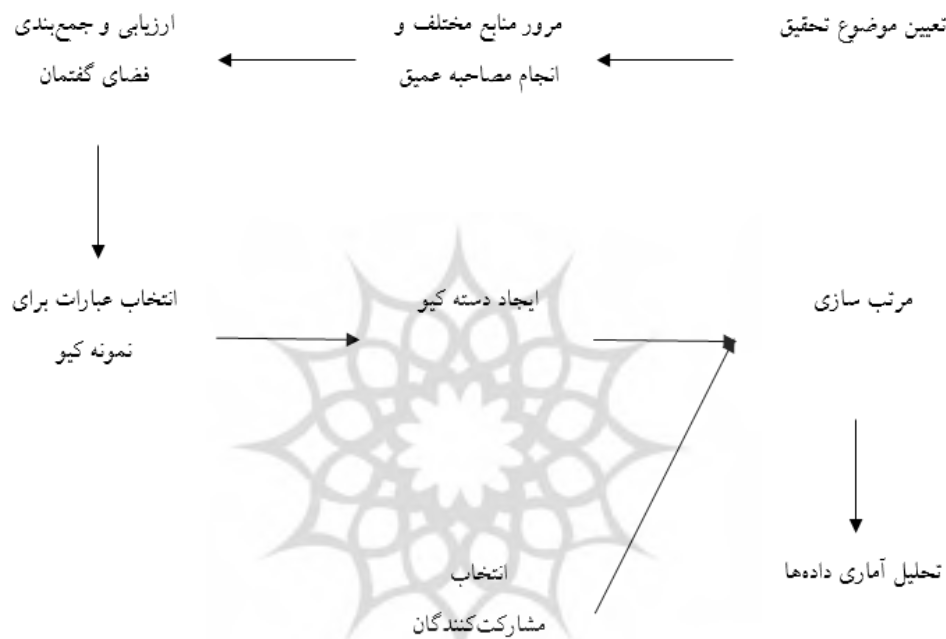 تعیین موضوع تحقیق
مرور منابع مختلف و
انجام مصاحبه عمیق
ارزیابی و جمع‌بندی
فضای گفتمان
انتخاب عبارات برای
نمونه کیو
ایجاد دسته کیو
مرتب سازی
انتخاب
مشارکت‌کنندگان
تحلیل آماری داده‌ها